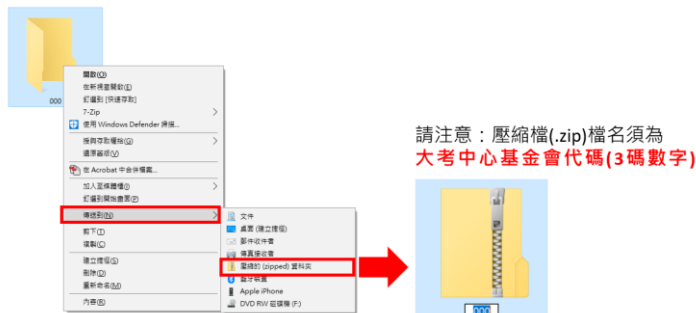 000
開啟(O)
在新視窗開啟(E)
釘選到 [快速存取]
7-Zip
使用 Windows Defender 掃描...
授與存取權給(G)
還原舊版(V)
在 Acrobat 中合併檔案...
加入至媒體櫃(I)
釘選到開始畫面(P)
傳送到(N)
剪下(T)
複製(C)
建立捷徑(S)
刪除(D)
重新命名(M)
內容(R)
文件
桌面 (建立捷徑)
郵件收件者
傳真接收者
壓縮的 (zipped) 資料夾
藍牙裝置
Apple iPhone
DVD RW 磁碟機 (F:)
請注意：壓縮檔(.zip)檔名須為
大考中心基金會代碼(3碼數字)
000